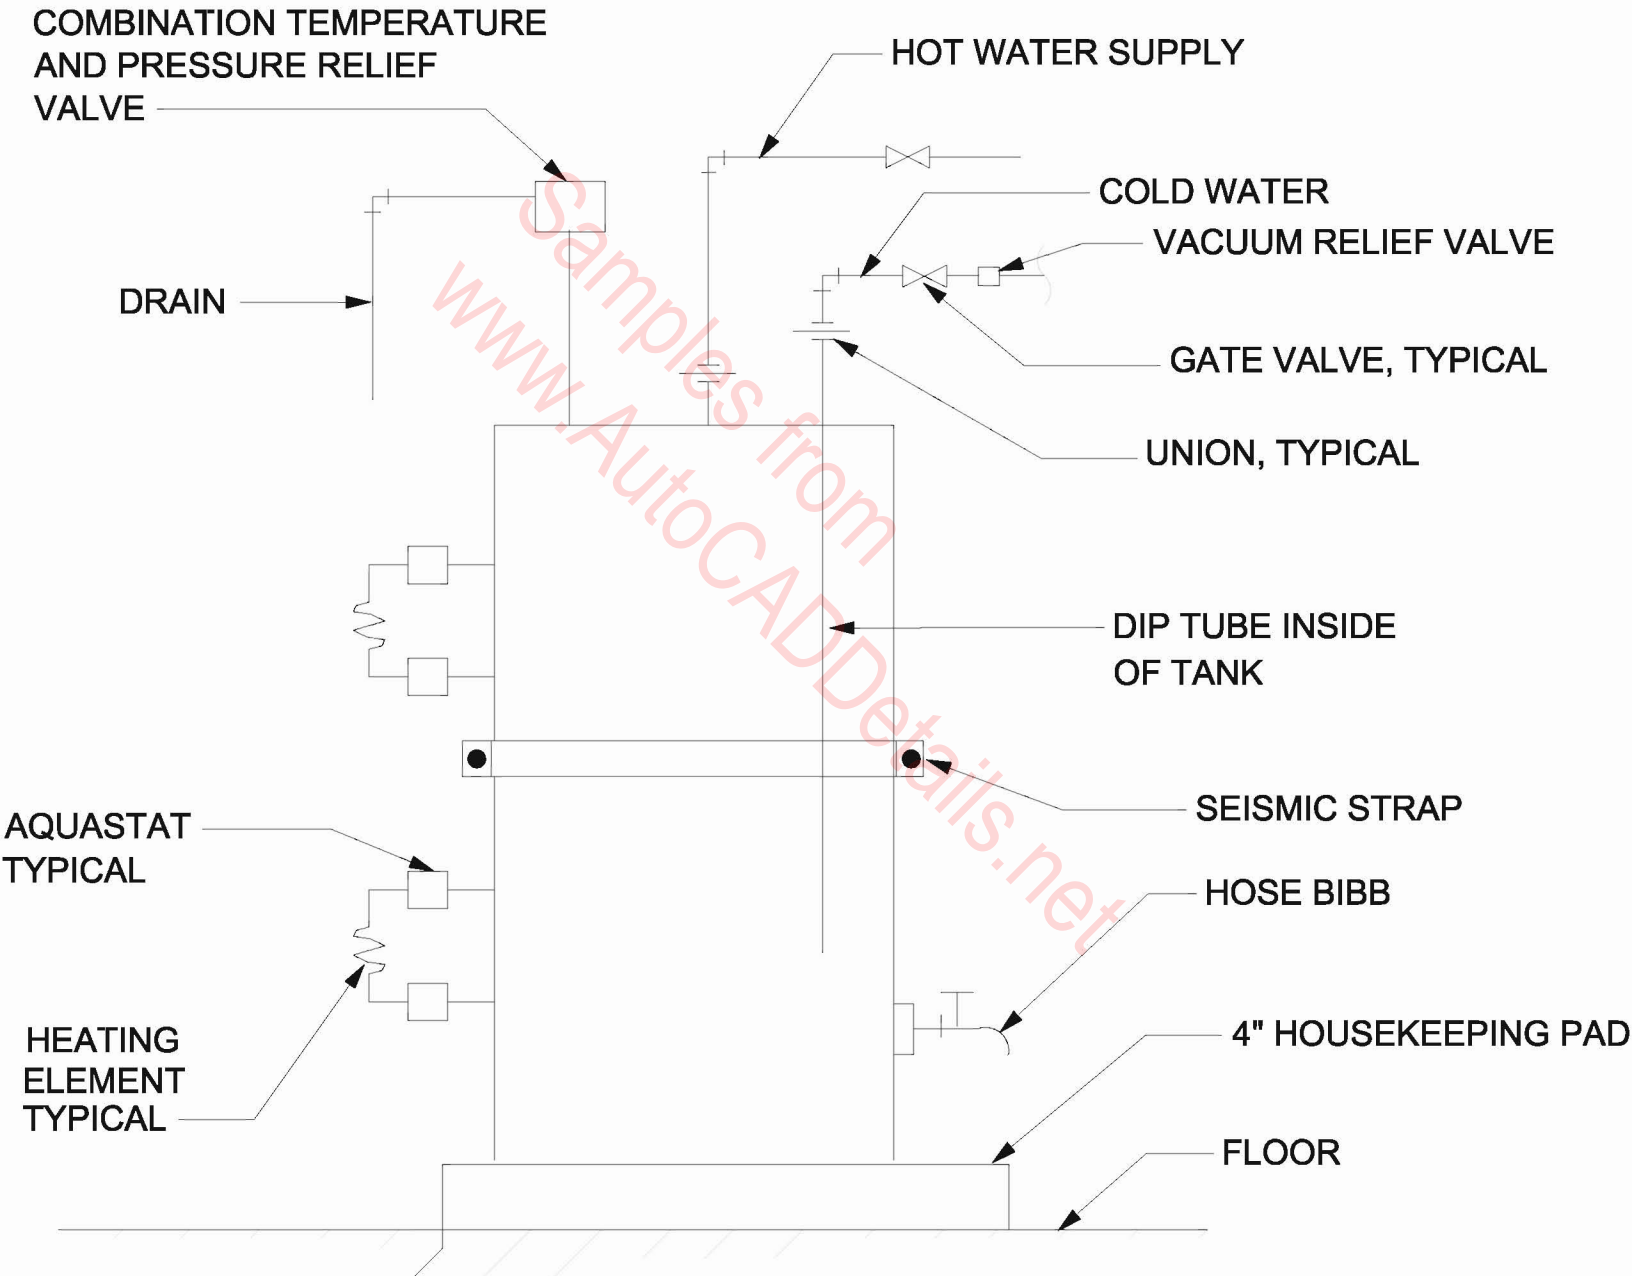 COMBINATION TEMPERATURE
AND PRESSURE RELIEF
VALVE
HOT WATER SUPPLY
COLD WATER
VACUUM RELIEF VALVE
DRAIN
GATE VALVE, TYPICAL
UNION, TYPICAL
DIP TUBE INSIDE
OF TANK
SEISMIC STRAP
AQUASTAT
TYPICAL
HOSE BIBB
HEATING
ELEMENT
TYPICAL
4" HOUSEKEEPING PAD
FLOOR
Samples from
www.AutoCADDetails.net